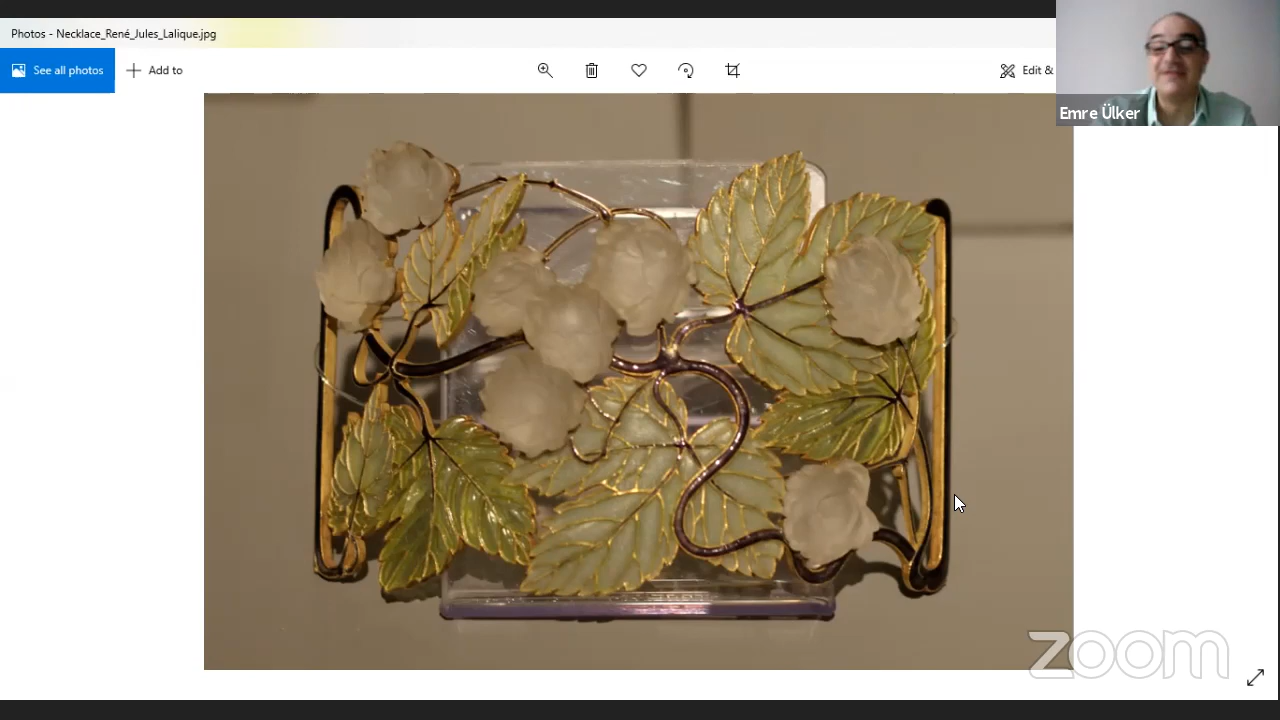 Photos - Necklace_René_Jules_Lalique.jpg
See all photos
Add to
Edit &
Emre Ülker
zoom